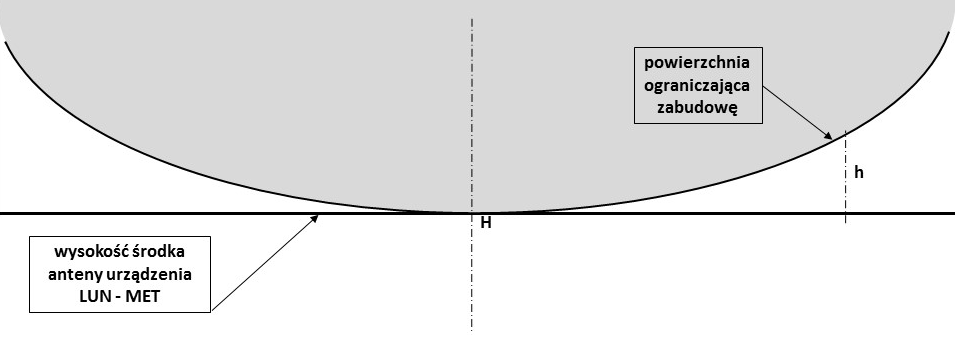 powierzchnia
ograniczająca
zabudowę
h
H
wysokość środka
anteny urządzenia
LUN - MET